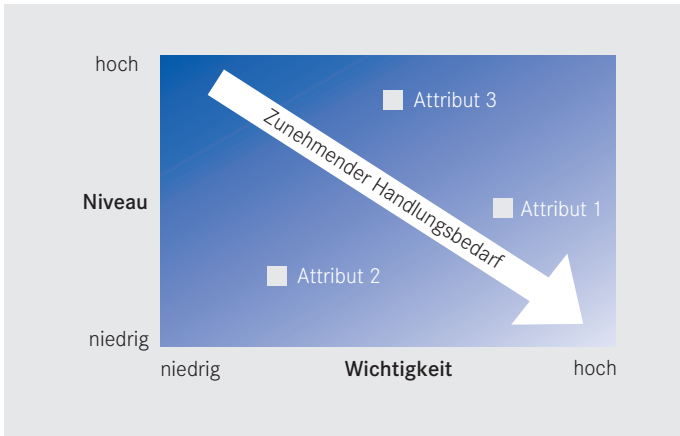 hoch
Attribut 3
Zunehmender Handlungsbedarf
Niveau
Attribut 1
Attribut 2
niedrig
niedrig
Wichtigkeit
hoch